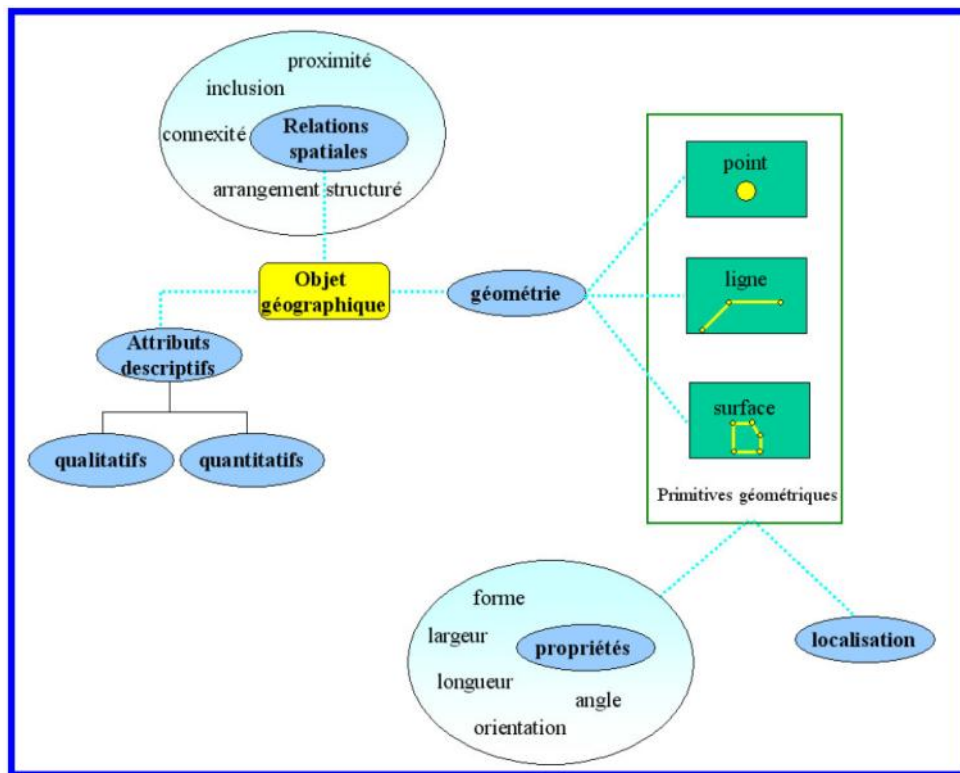 proximité
inclusion
connexité
Relations
spatiales
arrangement structuré
Objet
géographique
géométrie
Attributs
descriptifs
qualitatifs
quantitatifs
point
ligne
surface
Primitives géométriques
forme
largeur
propriétés
longueur
angle
orientation
localisation